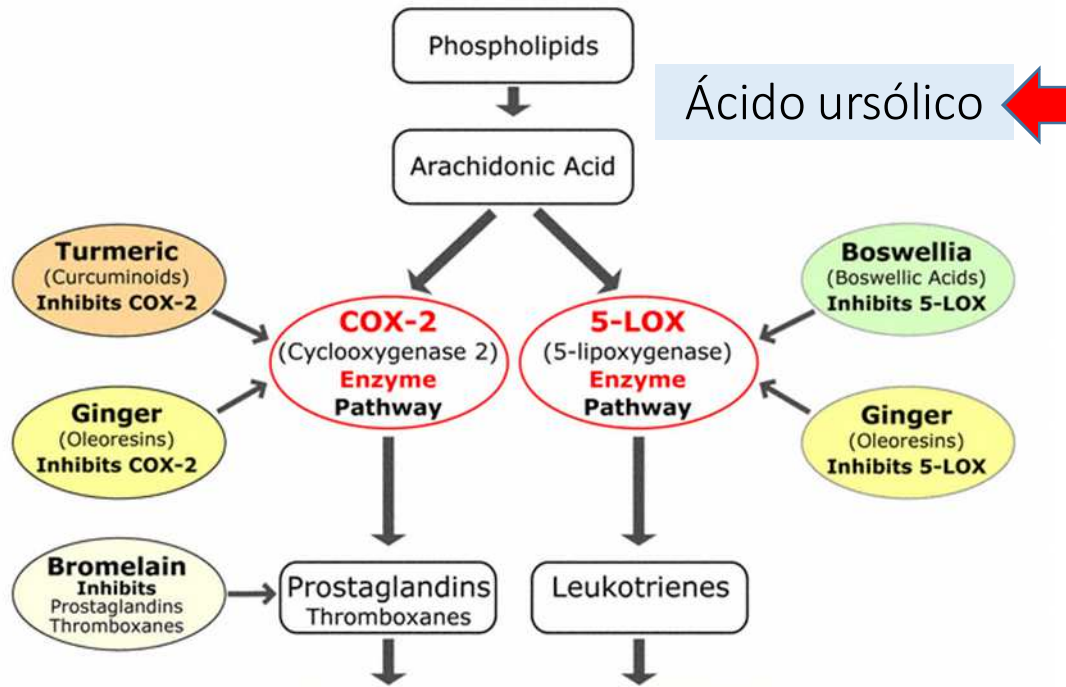 Phospholipids
Ácido ursólico
Arachidonic Acid
Turmeric
(Curcuminoids)
Inhibits COX-2
Boswellia
(Boswellic Acids)
Inhibits 5-LOX
COX-2
(Cyclooxygenase 2)
Enzyme
Pathway
5-LOX
(5-lipoxygenase)
Enzyme
Pathway
Ginger
(Oleoresins)
Inhibits COX-2
Ginger
(Oleoresins)
Inhibits 5-LOX
Bromelain
Inhibits
Prostaglandins
Thromboxanes
Prostaglandins
Thromboxanes
Leukotrienes